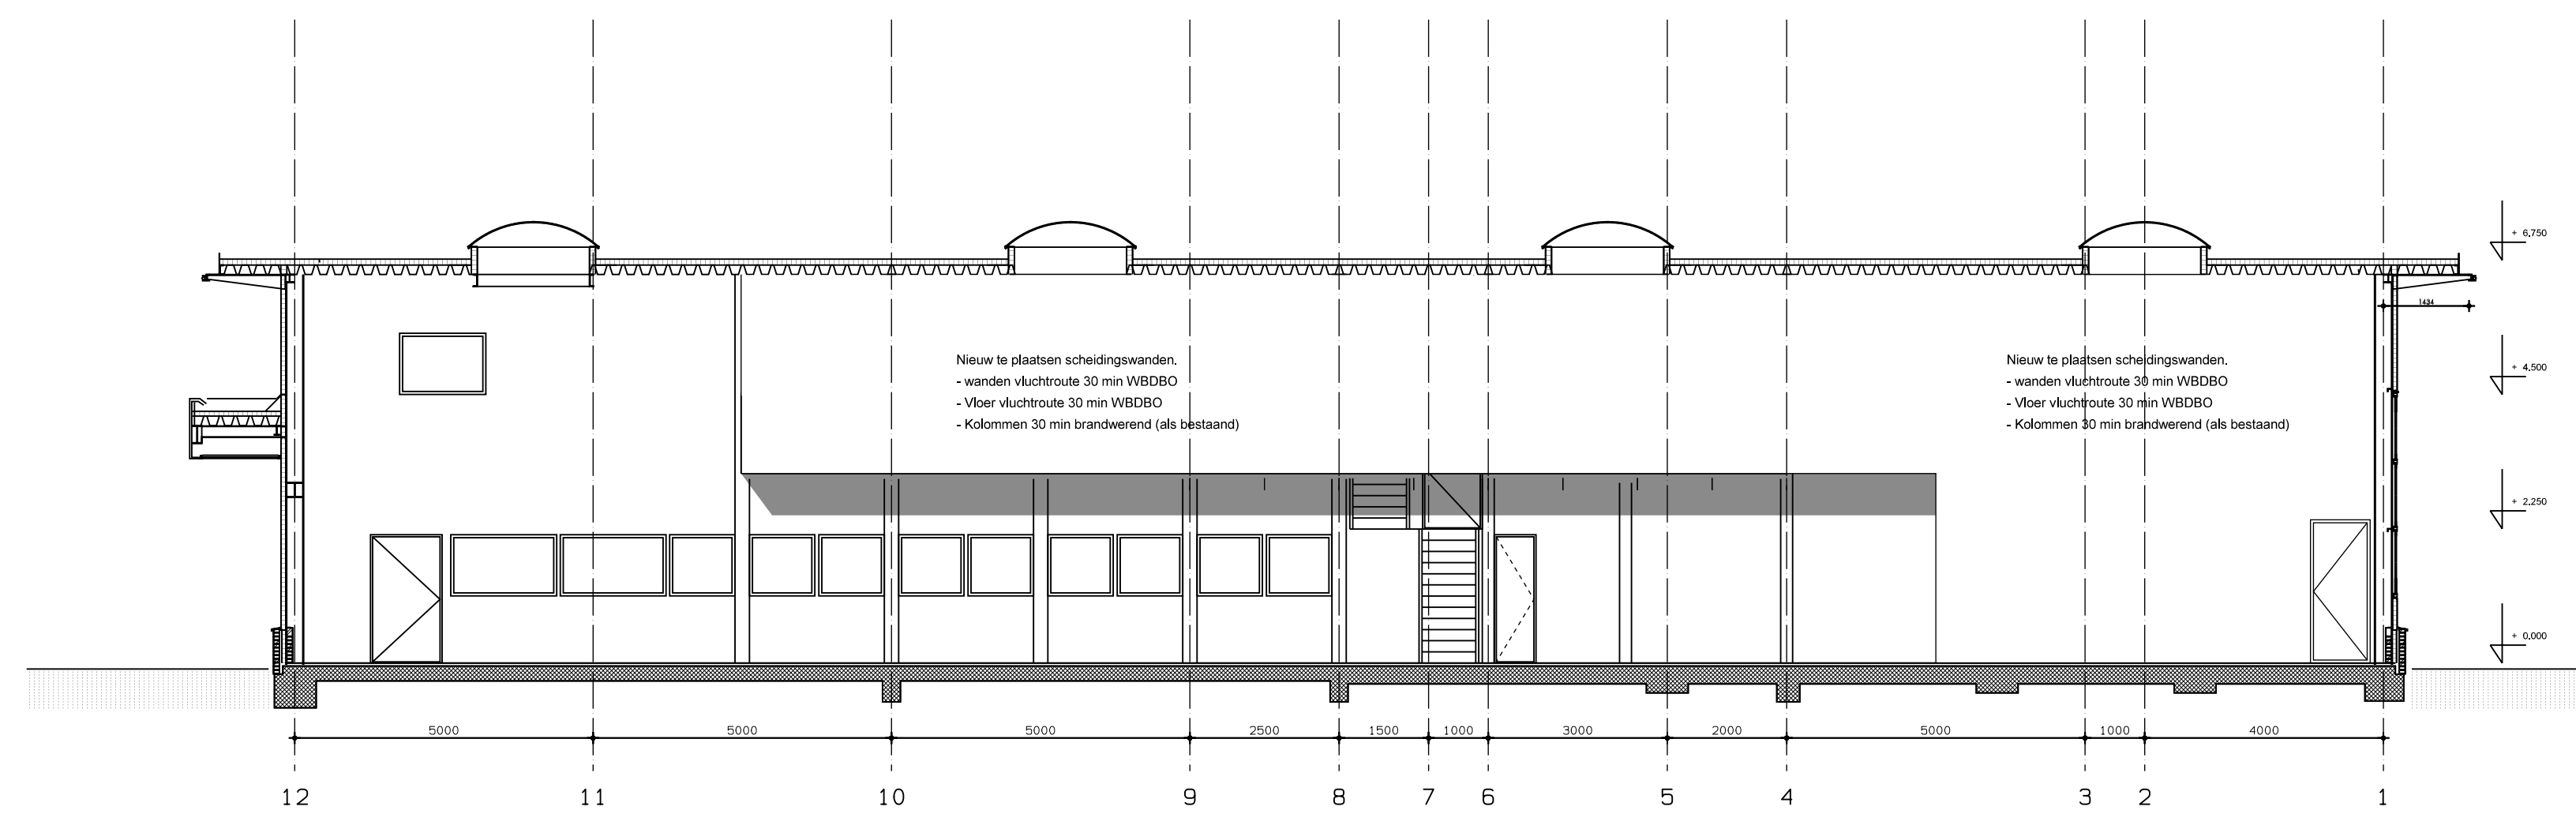 + 6.750
1434
Nieuw te plaatsen scheidingswanden.
- wanden vluchtroute 30 min WBDBO
- Vloer vluchtroute 30 min WBDBO
- Kolommen 30 min brandwerend (als bestaand)
Nieuw te plaatsen scheidingswanden.
- wanden vluchtroute 30 min WBDBO
- Vloer vluchtroute 30 min WBDBO
- Kolommen 30 min brandwerend (als bestaand)
+ 4.500
+ 2.250
+ 0.000
5000 5000 5000 2500 1500 1000 3000 2000 5000 1000 4000
12 11 10 9 8 7 6 5 4 3 2 1